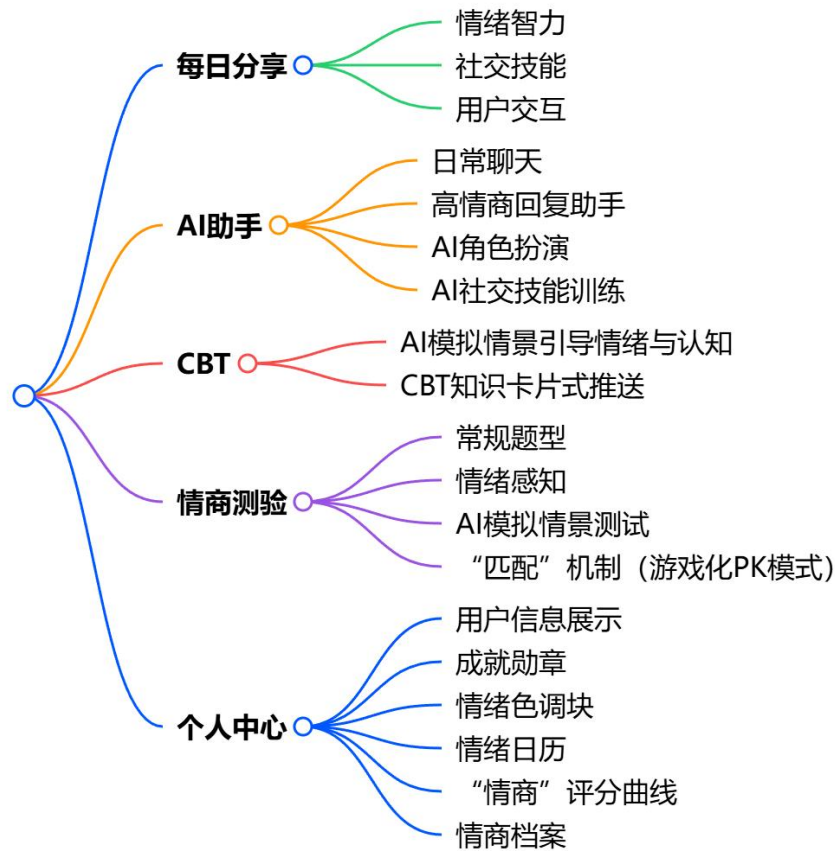 每日分享
情绪智力
社交技能
用户交互
AI助手
日常聊天
高情商回复助手
AI角色扮演
AI社交技能训练
CBT
AI模拟情景引导情绪与认知
CBT知识卡片式推送
情商测验
常规题型
情绪感知
AI模拟情景测试
“匹配”机制（游戏化PK模式）
个人中心
用户信息展示
成就勋章
情绪色调块
情绪日历
“情商”评分曲线
情商档案